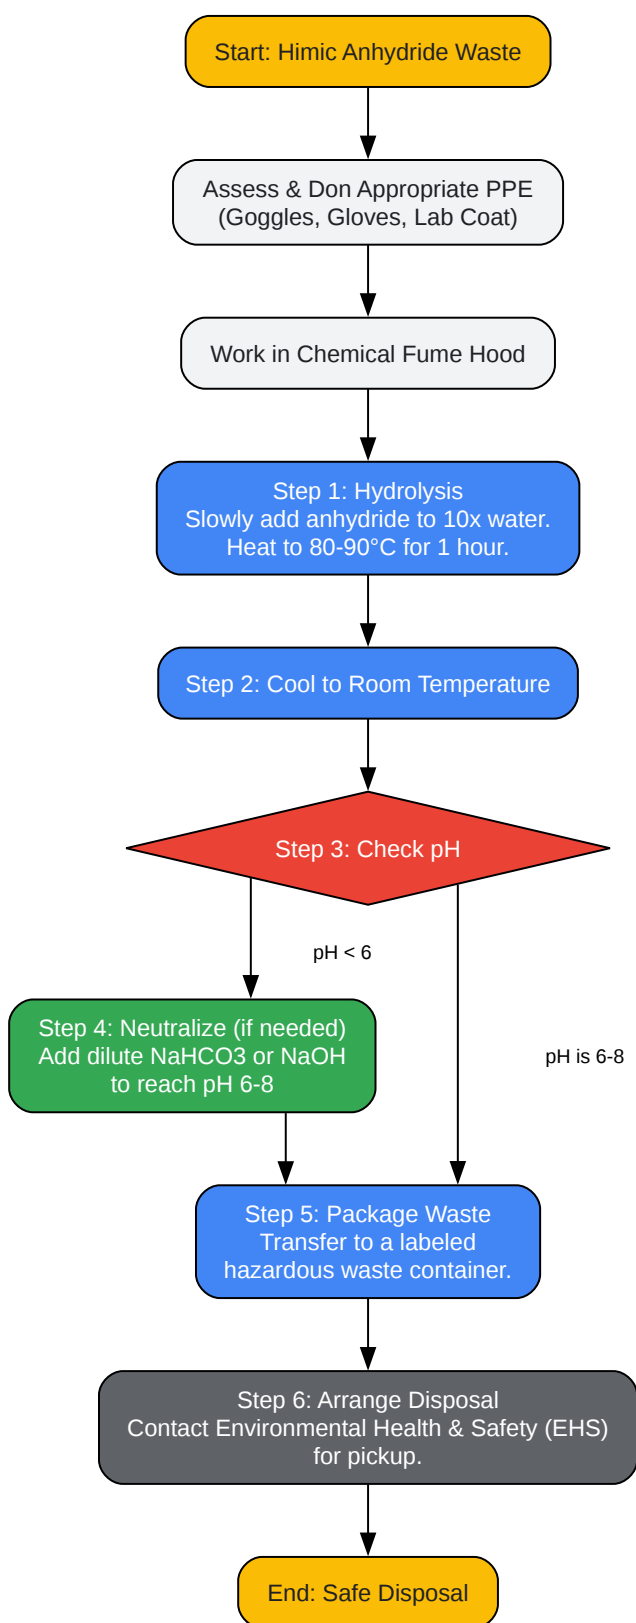 Start: Himic Anhydride Waste
Assess & Don Appropriate PPE
(Goggles, Gloves, Lab Coat)
Work in Chemical Fume Hood
Step 1: Hydrolysis
Slowly add anhydride to 10x water.
Heat to 80-90°C for 1 hour.
Step 2: Cool to Room Temperature
Step 3: Check pH
pH < 6
Step 4: Neutralize (if needed)
Add dilute NaHCO3 or NaOH
to reach pH 6-8
pH is 6-8
Step 5: Package Waste
Transfer to a labeled
hazardous waste container.
Step 6: Arrange Disposal
Contact Environmental Health & Safety (EHS)
for pickup.
End: Safe Disposal